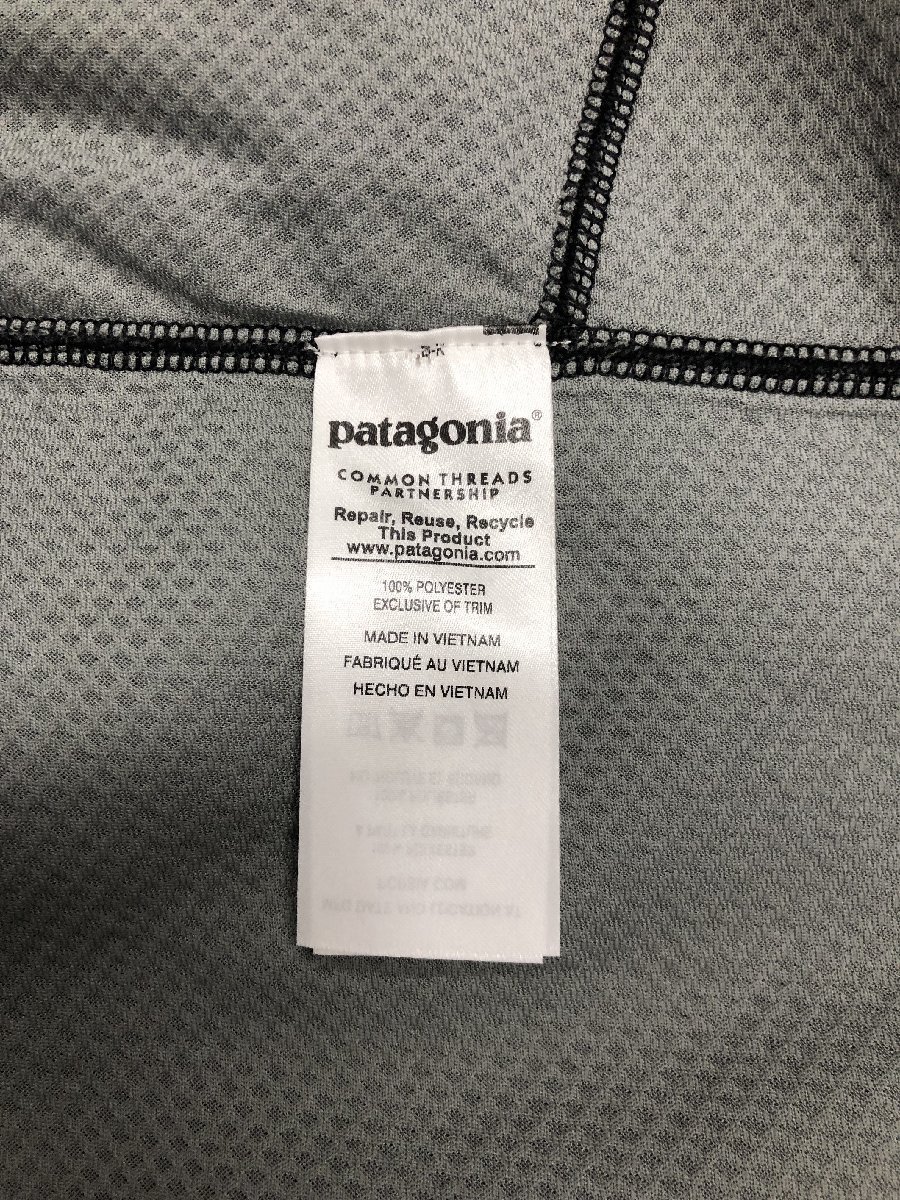 patagonia®
COMMON THREADS
PARTNERSHIP
Repair, Reuse, Recycle
This Product
www.patagonia.com
100% POLYESTER
EXCLUSIVE OF TRIM
MADE IN VIETNAM
FABRIQUÉ AU VIETNAM
HECHO EN VIETNAM